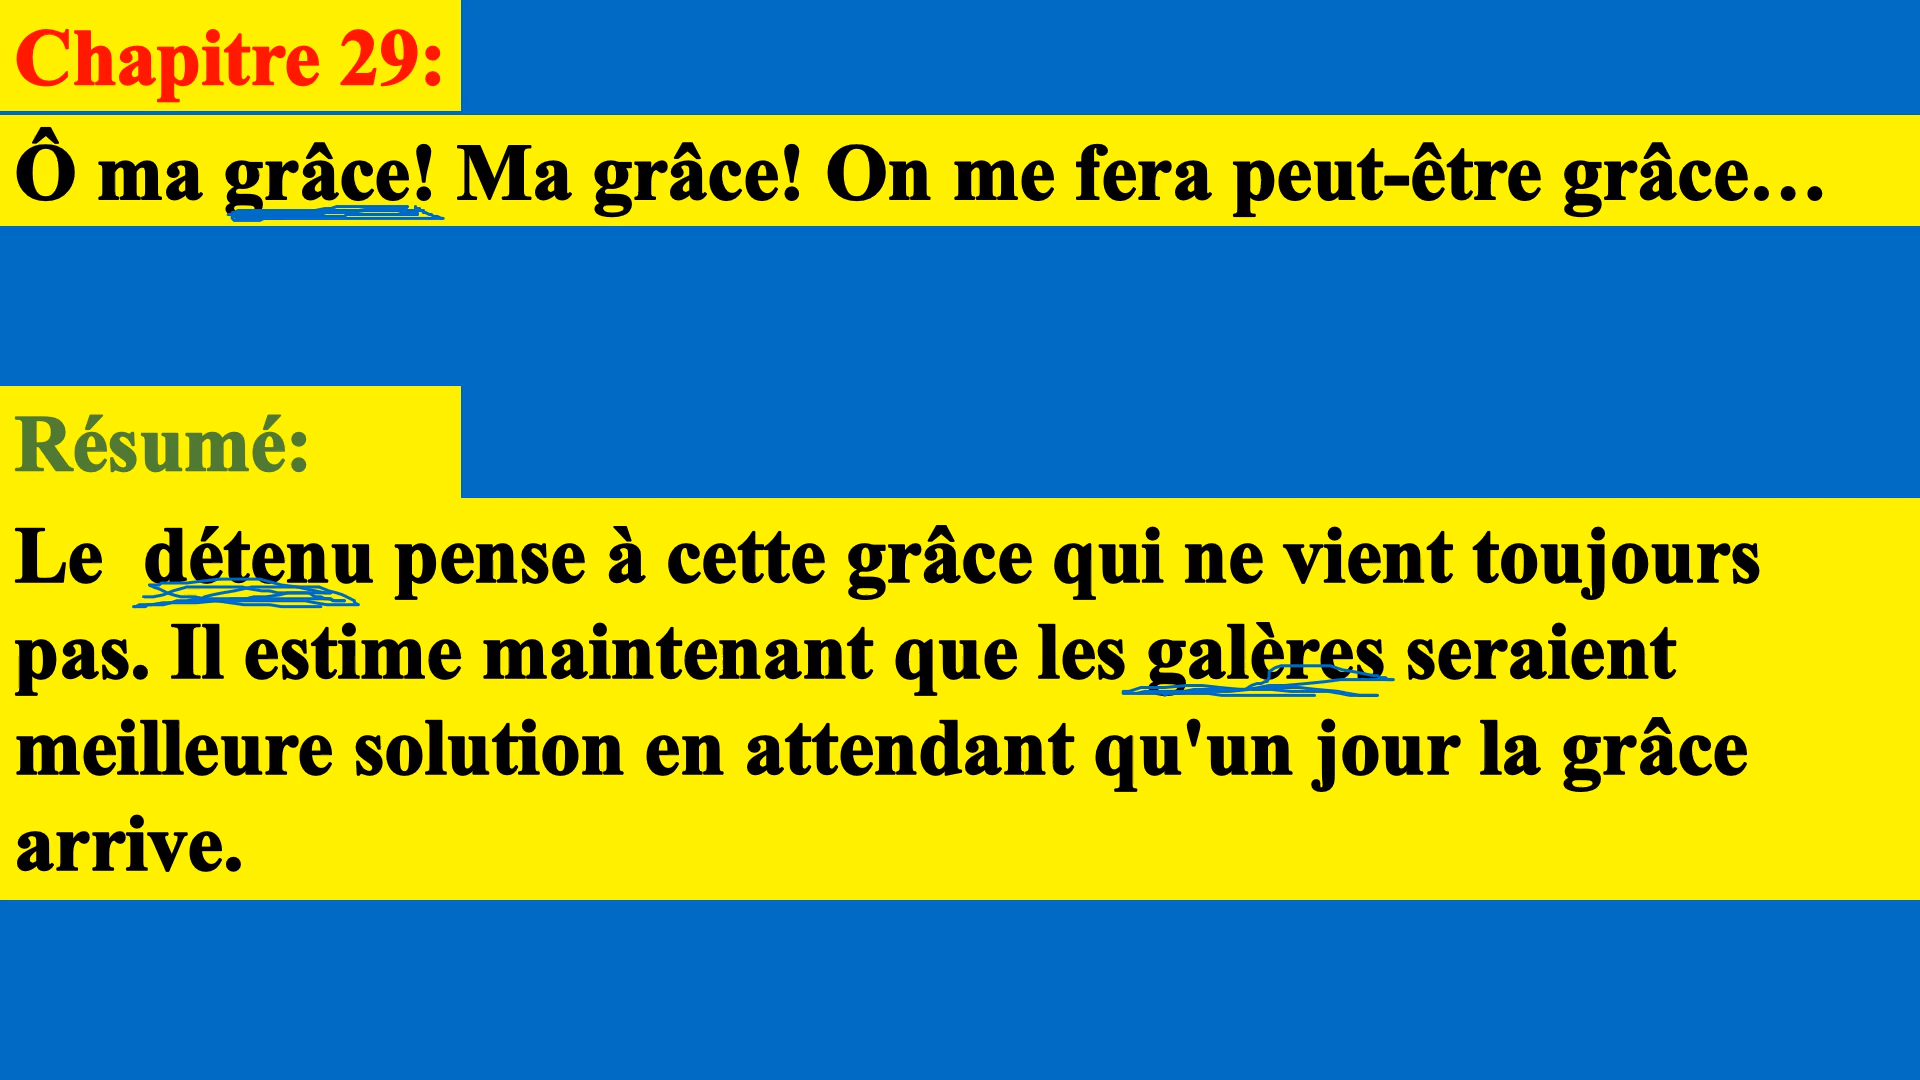 Chapitre 29:
Ô ma grâce! Ma grâce! On me fera peut-être grâce…
Résumé:
Le détenu pense à cette grâce qui ne vient toujours
pas. Il estime maintenant que les galères seraient
meilleure solution en attendant qu'un jour la grâce
arrive.